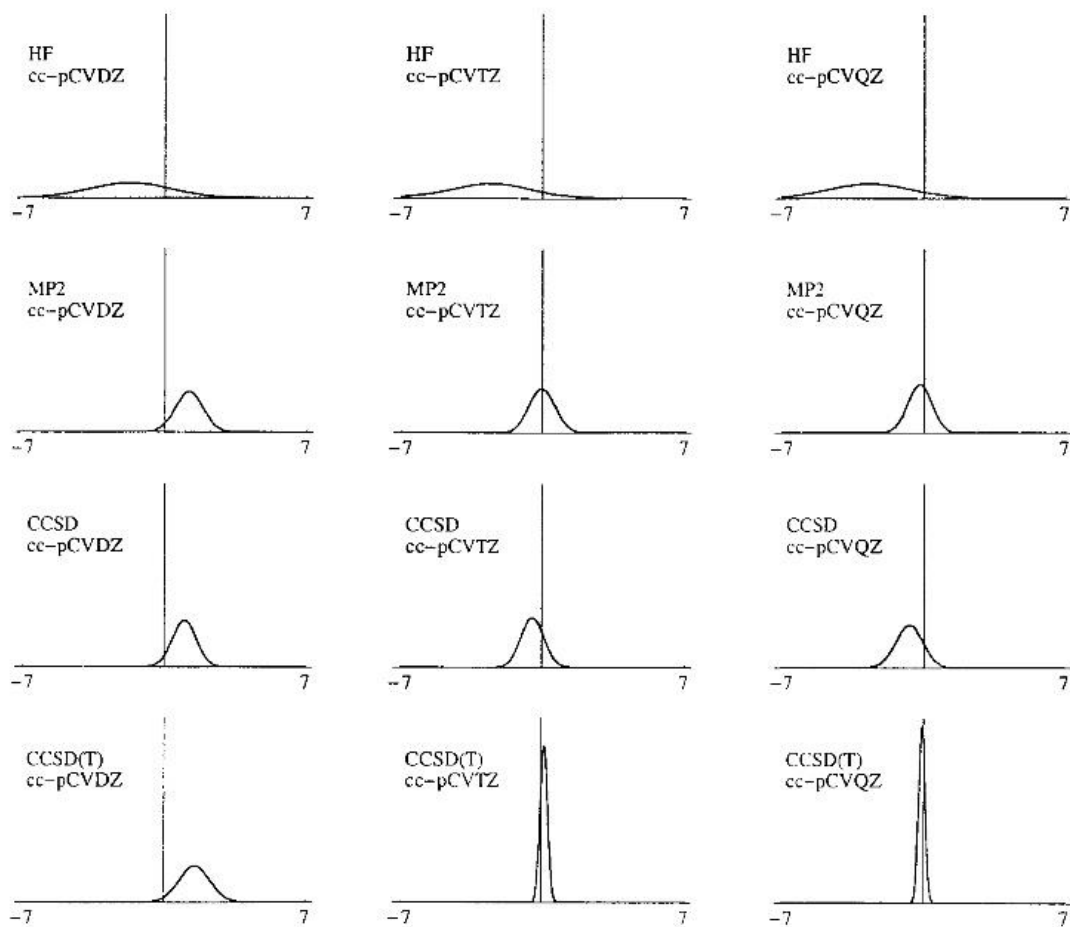 HF
cc-pCVDZ
-7 7
HF
cc-pCVTZ
-7 7
HF
cc-pCVQZ
-7 7
MP2
cc-pCVDZ
-7 7
MP2
cc-pCVTZ
-7 7
MP2
cc-pCVQZ
-7 7
CCSD
cc-pCVDZ
-7 7
CCSD
cc-pCVTZ
-7 7
CCSD
cc-pCVQZ
-7 7
CCSD(T)
cc-pCVDZ
-7 7
CCSD(T)
cc-pCVTZ
-7 7
CCSD(T)
cc-pCVQZ
-7 7